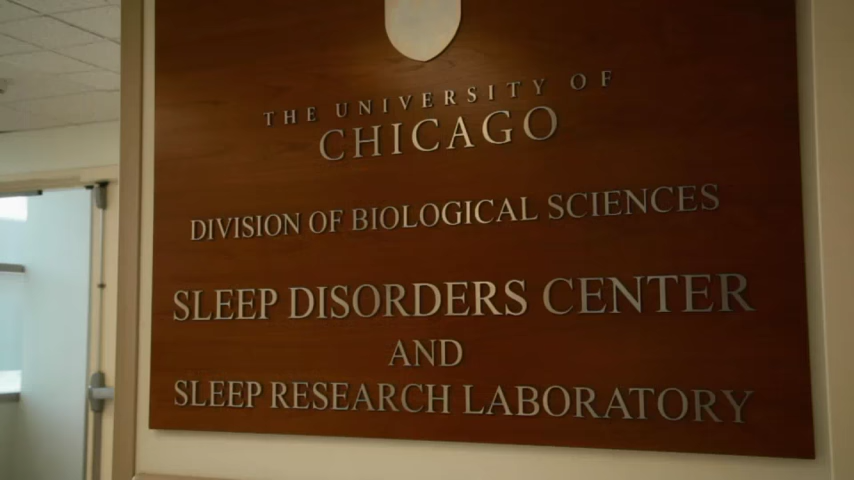 THE UNIVERSITY OF
CHICAGO
DIVISION OF BIOLOGICAL SCIENCES
SLEEP DISORDERS CENTER
AND
SLEEP RESEARCH LABORATORY